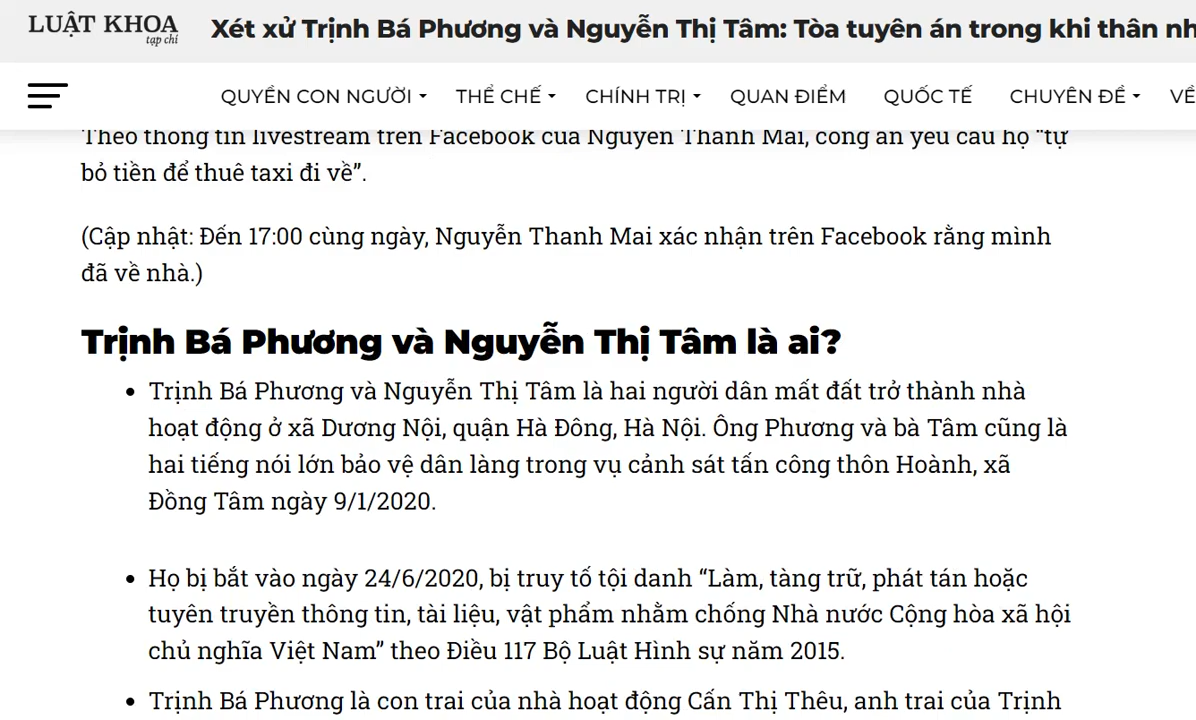 LUẬT KHOA
tạp chí
Xét xử Trịnh Bá Phương và Nguyễn Thị Tâm: Tòa tuyên án trong khi thân nh
QUYỀN CON NGƯỜI
THỂ CHẾ
CHÍNH TRỊ
QUAN ĐIỂM
QUỐC TẾ
CHUYÊN ĐỀ
VỀ
Theo thông tin livestream trên Facebook của Nguyễn Thanh Mai, công an yêu cầu họ “tự
bỏ tiền để thuê taxi đi về”.
(Cập nhật: Đến 17:00 cùng ngày, Nguyễn Thanh Mai xác nhận trên Facebook rằng mình
đã về nhà.)
Trịnh Bá Phương và Nguyễn Thị Tâm là ai?
Trịnh Bá Phương và Nguyễn Thị Tâm là hai người dân mất đất trở thành nhà
hoạt động ở xã Dương Nội, quận Hà Đông, Hà Nội. Ông Phương và bà Tâm cũng là
hai tiếng nói lớn bảo vệ dân làng trong vụ cảnh sát tấn công thôn Hoành, xã
Đồng Tâm ngày 9/1/2020.
Họ bị bắt vào ngày 24/6/2020, bị truy tố tội danh “Làm, tàng trữ, phát tán hoặc
tuyên truyền thông tin, tài liệu, vật phẩm nhằm chống Nhà nước Cộng hòa xã hội
chủ nghĩa Việt Nam” theo Điều 117 Bộ Luật Hình sự năm 2015.
Trịnh Bá Phương là con trai của nhà hoạt động Cấn Thị Thêu, anh trai của Trịnh